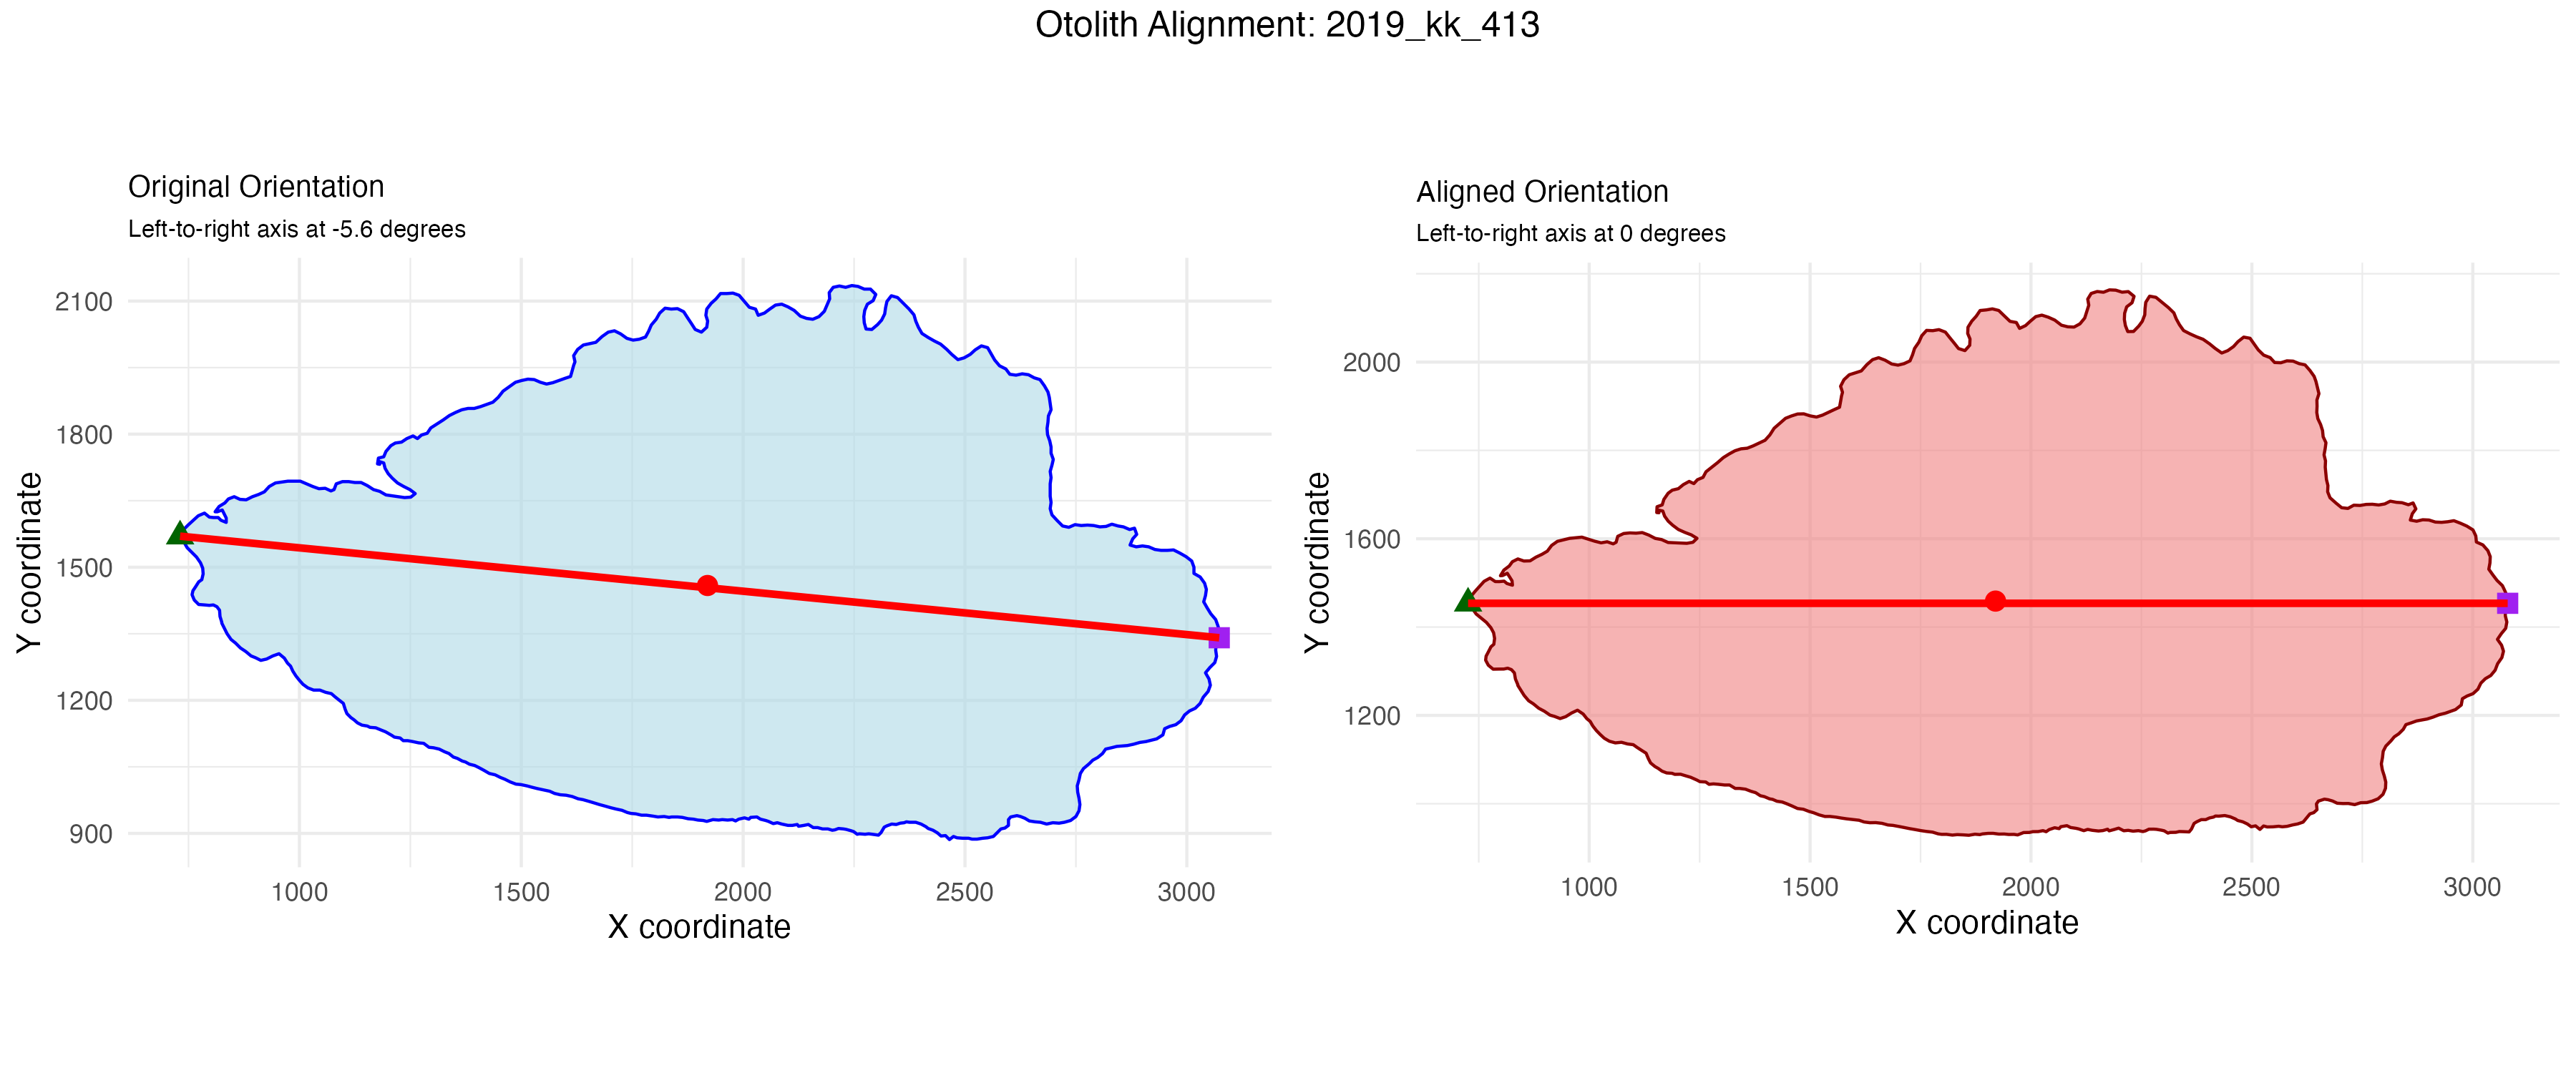 Otolith Alignment: 2019_kk_413
Original Orientation
Left-to-right axis at -5.6 degrees
2100
1800
1500
1200
900
Y coordinate
1000 1500 2000 2500 3000
X coordinate
Aligned Orientation
Left-to-right axis at 0 degrees
2000
1600
1200
Y coordinate
1000 1500 2000 2500 3000
X coordinate